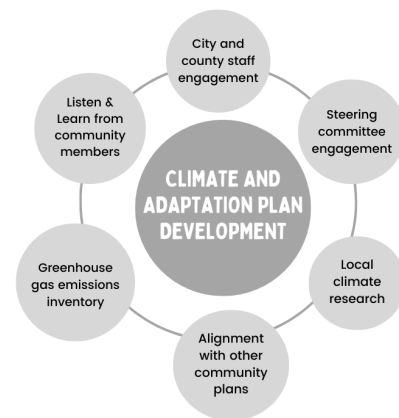 City and
county staff
engagement
Listen &
Learn from
community
members
Steering
committee
engagement
CLIMATE AND
ADAPTATION PLAN
DEVELOPMENT
Greenhouse
gas emissions
inventory
Local
climate
research
Alignment
with other
community
plans